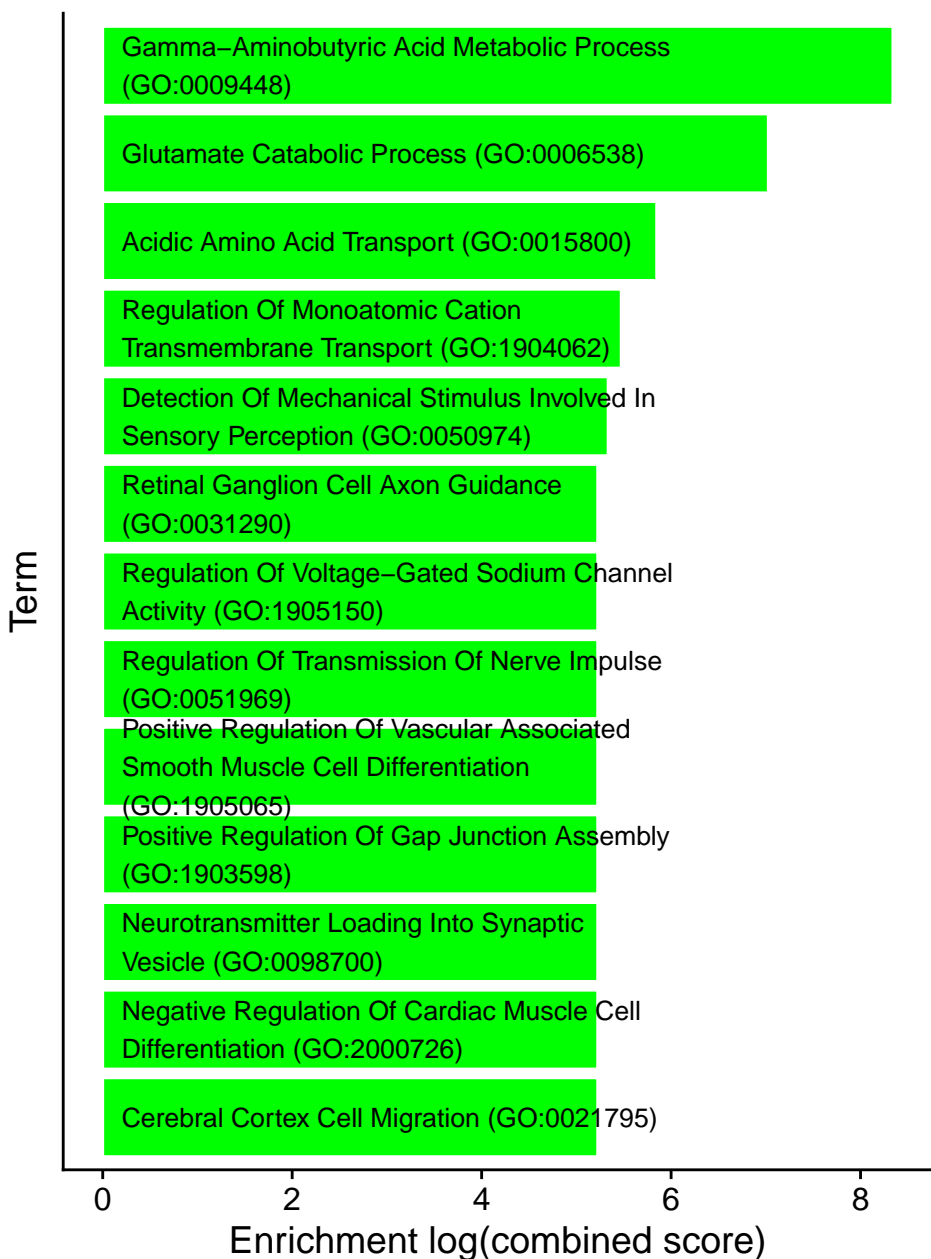 Gamma−Aminobutyric Acid Metabolic Process
(GO:0009448)
Glutamate Catabolic Process (GO:0006538)
Acidic Amino Acid Transport (GO:0015800)
Regulation Of Monoatomic Cation
Transmembrane Transport (GO:1904062)
Detection Of Mechanical Stimulus Involved In
Sensory Perception (GO:0050974)
Retinal Ganglion Cell Axon Guidance
(GO:0031290)
Regulation Of Voltage−Gated Sodium Channel
Activity (GO:1905150)
Regulation Of Transmission Of Nerve Impulse
(GO:0051969)
Positive Regulation Of Vascular Associated
Smooth Muscle Cell Differentiation
(GO:1905065)
Positive Regulation Of Gap Junction Assembly
(GO:1903598)
Neurotransmitter Loading Into Synaptic
Vesicle (GO:0098700)
Negative Regulation Of Cardiac Muscle Cell
Differentiation (GO:2000726)
Cerebral Cortex Cell Migration (GO:0021795)
Term
0 2 4 6 8
Enrichment log(combined score)